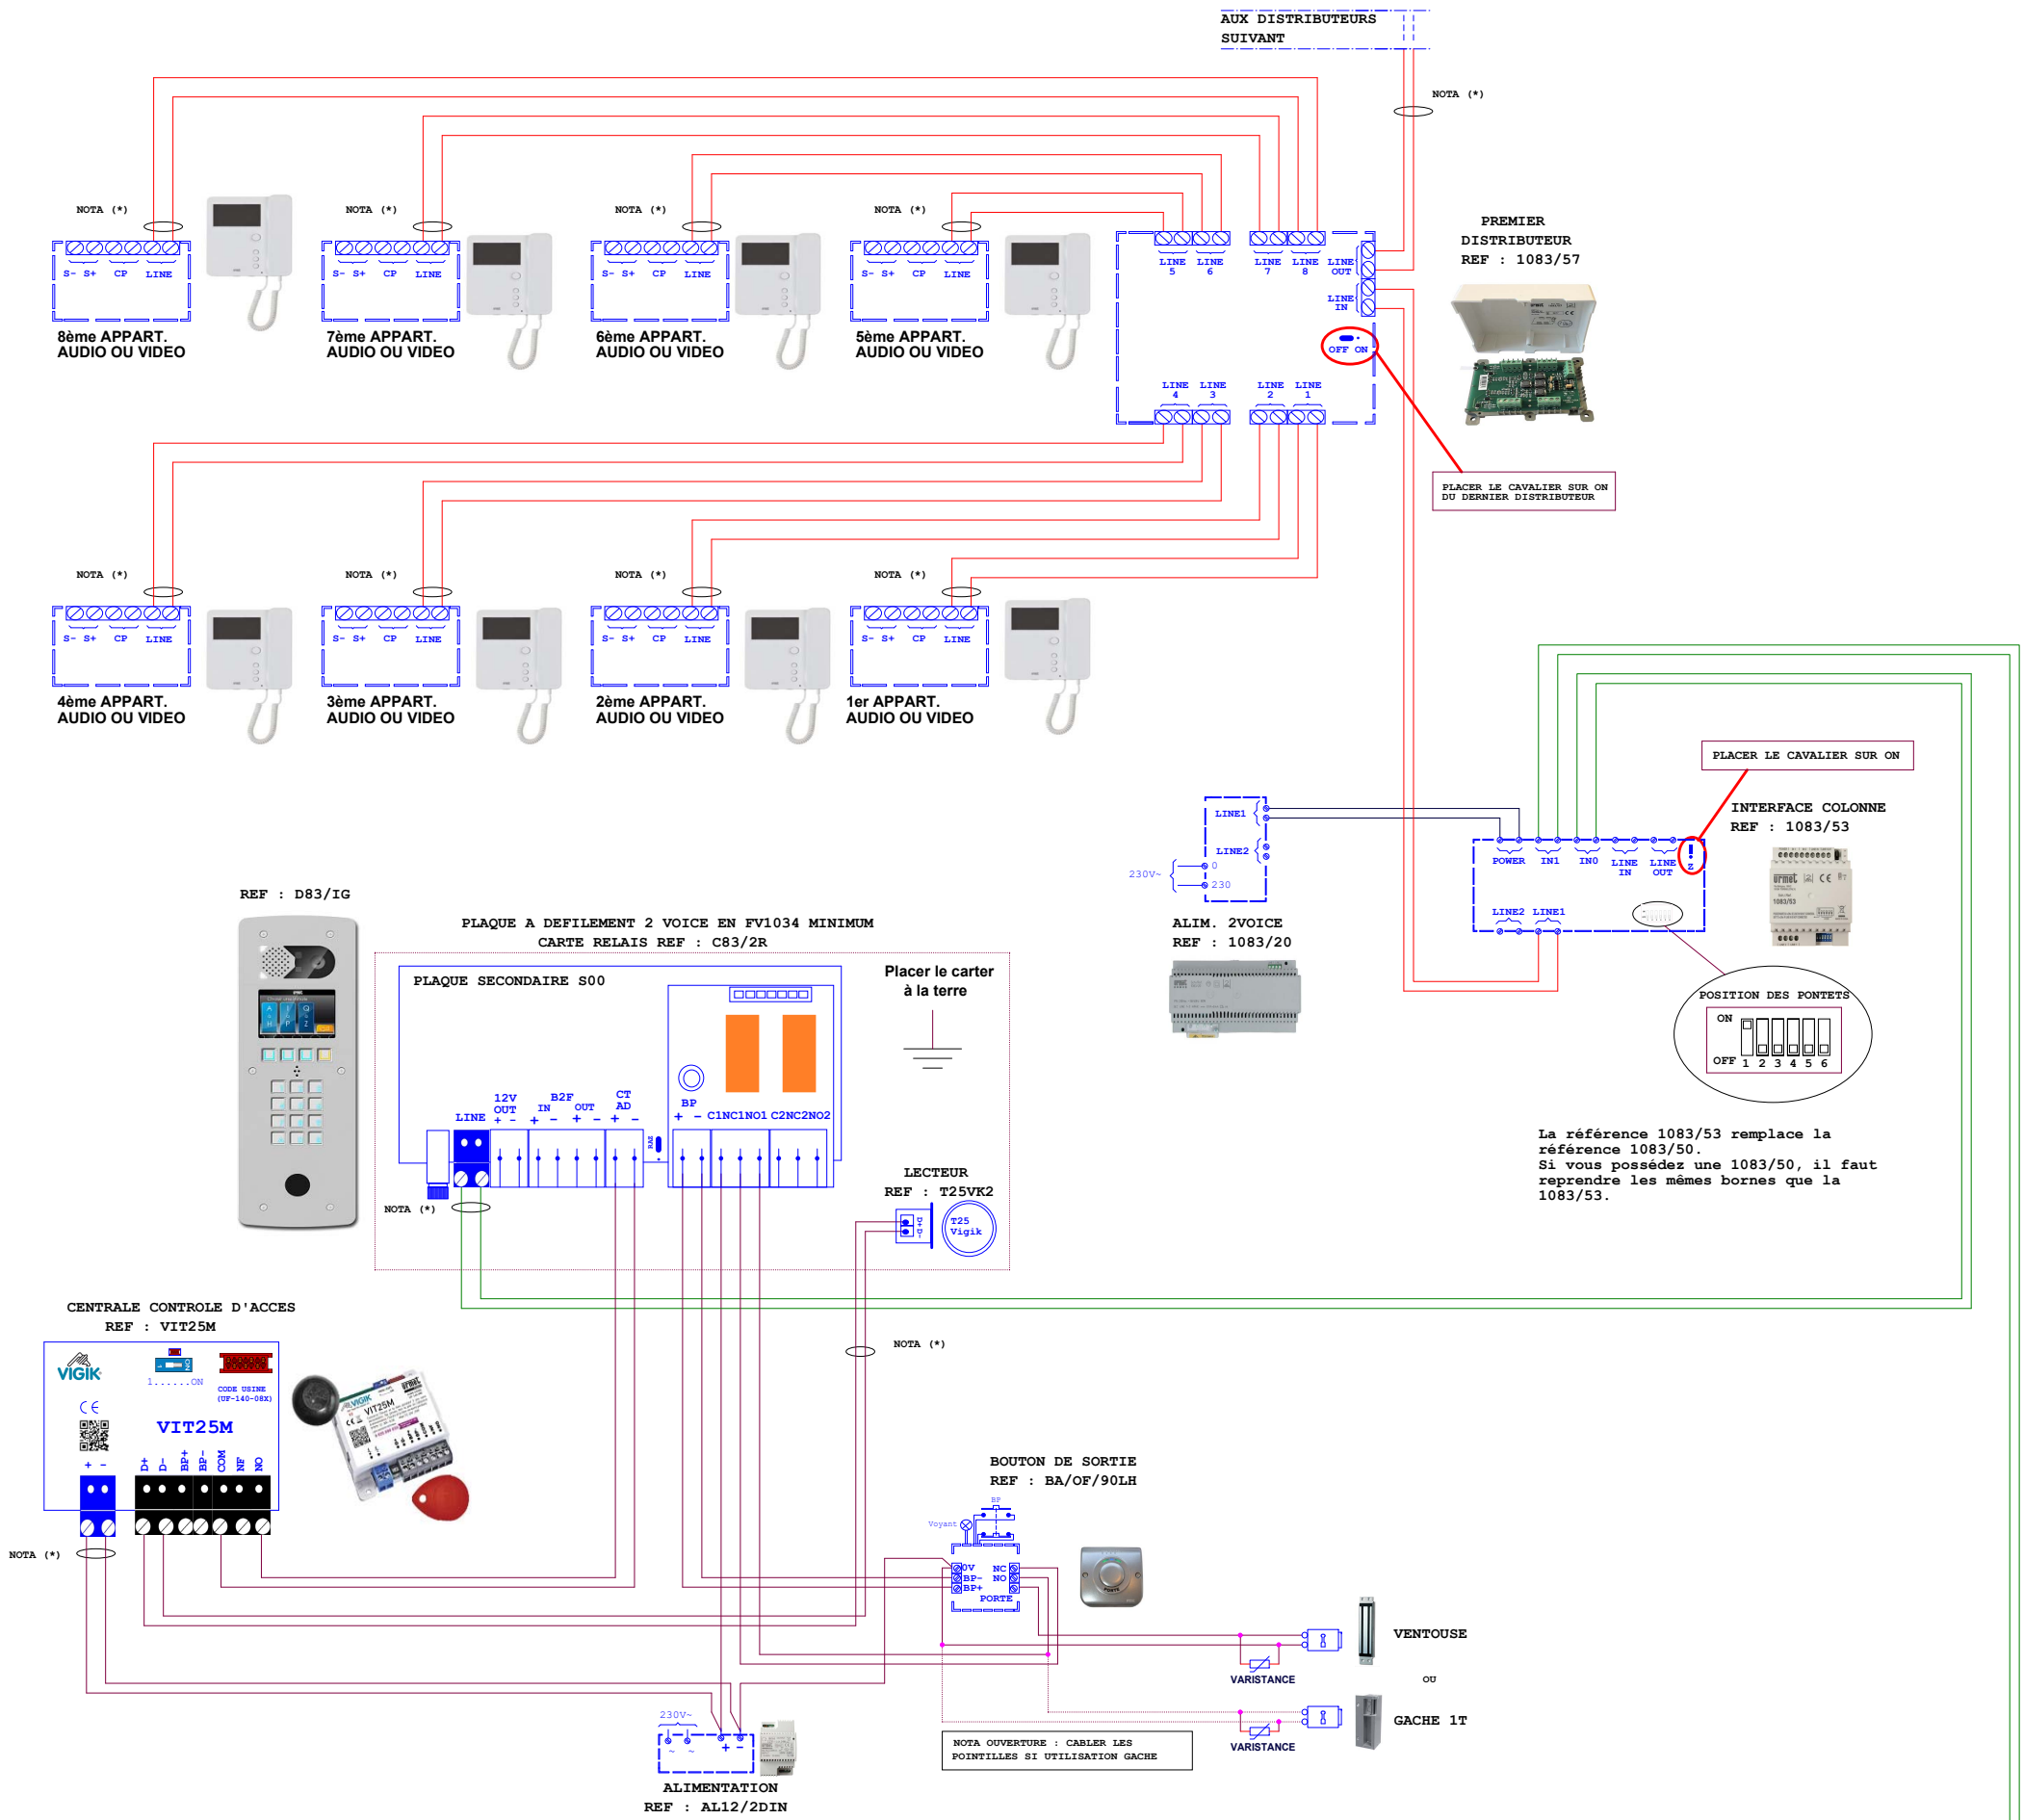 AUX DISTRIBUTEURS
SUIVANT
NOTA (*)
NOTA (*)
NOTA (*)
NOTA (*)
NOTA (*)
S- S+ CP LINE
S- S+ CP LINE
S- S+ CP LINE
S- S+ CP LINE
8ème APPART.
AUDIO OU VIDEO
7ème APPART.
AUDIO OU VIDEO
6ème APPART.
AUDIO OU VIDEO
5ème APPART.
AUDIO OU VIDEO
LINE
5
LINE
6
LINE
7
LINE
8
LINE
OUT
LINE
IN
OFF ON
LINE
4
LINE
3
LINE
2
LINE
1
PREMIER
DISTRIBUTEUR
REF : 1083/57
PLACER LE CAVALIER SUR ON
DU DERNIER DISTRIBUTEUR
NOTA (*)
NOTA (*)
NOTA (*)
NOTA (*)
S- S+ CP LINE
S- S+ CP LINE
S- S+ CP LINE
S- S+ CP LINE
4ème APPART.
AUDIO OU VIDEO
3ème APPART.
AUDIO OU VIDEO
2ème APPART.
AUDIO OU VIDEO
1er APPART.
AUDIO OU VIDEO
PLACER LE CAVALIER SUR ON
INTERFACE COLONNE
REF : 1083/53
LINE1
LINE2
230V~
0
230
ALIM. 2VOICE
REF : 1083/20
POWER IN1 IN0
LINE
IN
LINE
OUT
Z
LINE2 LINE1
urmet
1083/53
POSITION DES PONTETS
ON
OFF 1 2 3 4 5 6
La référence 1083/53 remplace la
référence 1083/50.
Si vous possédez une 1083/50, il faut
reprendre les mêmes bornes que la
1083/53.
REF : D83/IG
A
H
I
P
Q
Z
PLAQUE A DEFILEMENT 2 VOICE EN FV1034 MINIMUM
CARTE RELAIS REF : C83/2R
PLAQUE SECONDAIRE S00
Placer le carter
à la terre
LINE
12V
OUT
+ -
B2F
IN OUT
+ - + -
CT
AD
+ -
RAZ
BP
+ - C1NC1NO1 C2NC2NO2
NOTA (*)
LECTEUR
REF : T25VK2
D+
D-
T25
Vigik
CENTRALE CONTROLE D'ACCES
REF : VIT25M
VIGIK
NO
1......ON
CODE USINE
(UF-140-08X)
CE
VIT25M
+ -
D+
D-
BP+
BP-
COM
NF
NO
VIGIK
urmet
VIT25M
NOTA (*)
NOTA (*)
BOUTON DE SORTIE
REF : BA/OF/90LH
BP
Voyant
0V NC
BP- NO
BP+
PORTE
PORTE
VENTOUSE
VARISTANCE
OU
GACHE 1T
VARISTANCE
NOTA OUVERTURE : CABLER LES
POINTILLES SI UTILISATION GACHE
230V~
~ ~ + -
ALIMENTATION
REF : AL12/2DIN